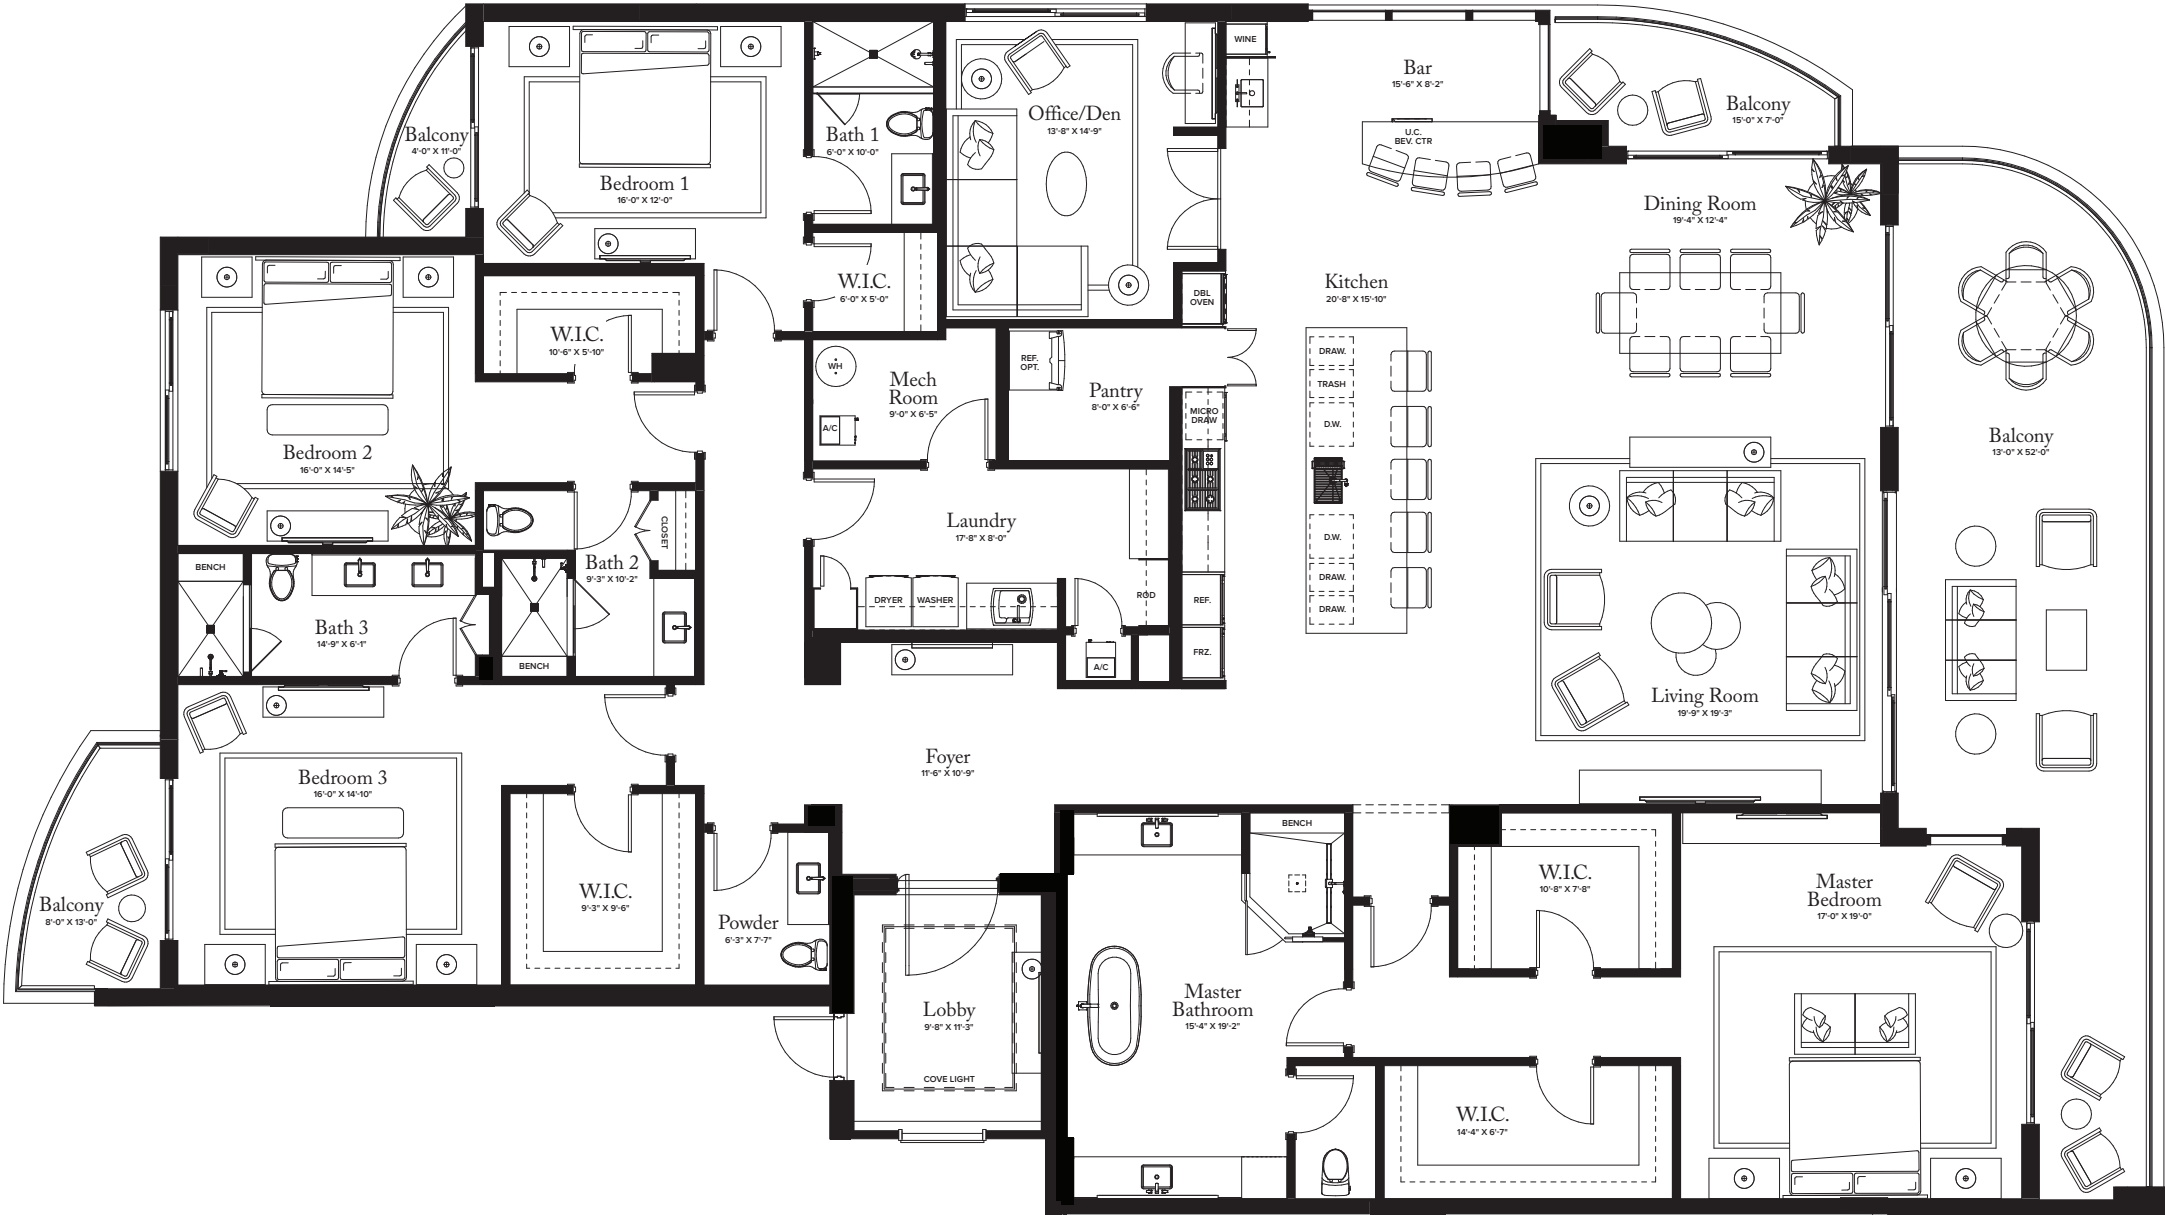 WINE
Bar
15'-6" X 8'-2"
U.C.
BEV. CTR
Balcony
15'-0" X 7'-0"
Balcony
4'-0" X 11'-0"
Bedroom 1
16'-0" X 12'-0"
Bath 1
6'-0" X 10'-0"
Office/Den
13'-8" X 14'-9"
Dining Room
19'-4" X 12'-4"
W.I.C.
6'-0" X 5'-0"
Kitchen
20'-8" X 15'-10"
DBL
OVEN
W.I.C.
10'-6" X 5'-10"
WH
Mech
Room
9'-0" X 6'-5"
A/C
REF.
OPT.
Pantry
8'-0" X 6'-6"
MICRO
DRAW
DRAW.
TRASH
D.W.
Bedroom 2
16'-0" X 14'-5"
Balcony
13'-0" X 52'-0"
CLOSET
Laundry
17'-8" X 8'-0"
D.W.
DRAW.
DRAW.
BENCH
Bath 2
9'-3" X 10'-2"
DRYER
WASHER
ROD
REF.
Bath 3
14'-9" X 6'-1"
BENCH
A/C
FRZ.
Living Room
19'-9" X 19'-3"
Foyer
11'-6" X 10'-9"
Bedroom 3
16'-0" X 14'-10"
BENCH
Balcony
8'-0" X 13'-0"
W.I.C.
9'-3" X 9'-6"
Powder
6'-3" X 7'-7"
W.I.C.
10'-8" X 7'-8"
Master
Bedroom
17'-0" X 19'-0"
Lobby
9'-8" X 11'-3"
COVE LIGHT
Master
Bathroom
15'-4" X 19'-2"
W.I.C.
14'-4" X 6'-7"